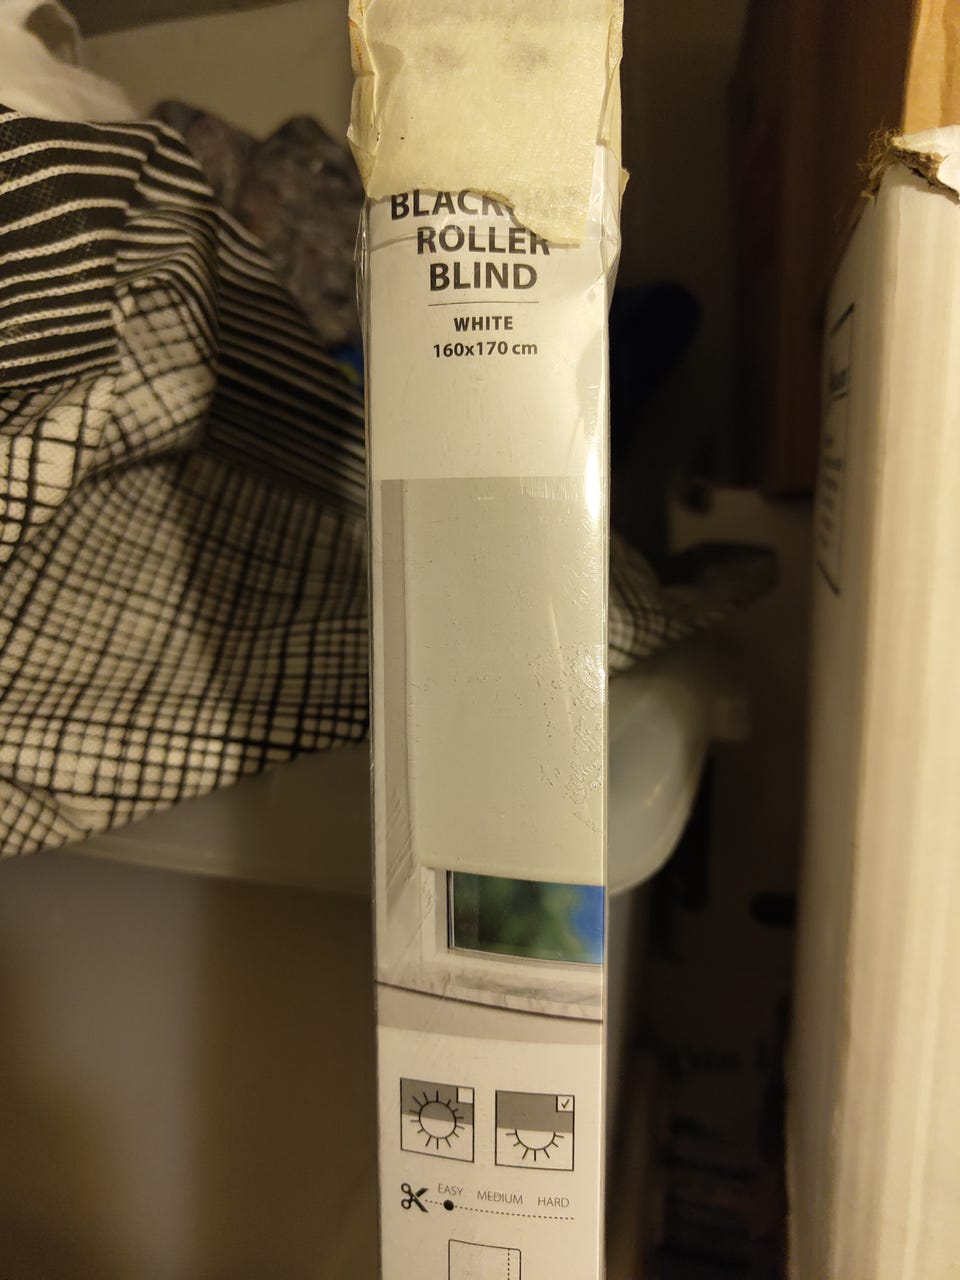 ROLLER
BLIND
WHITE
160x170 cm
EASY MEDIUM HARD